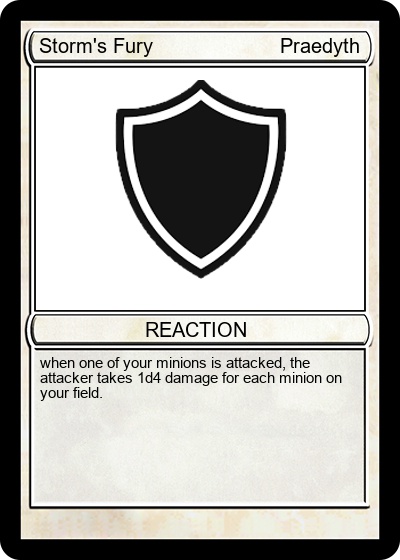 Storm's Fury Praedyth
REACTION
when one of your minions is attacked, the
attacker takes 1d4 damage for each minion on
your field.